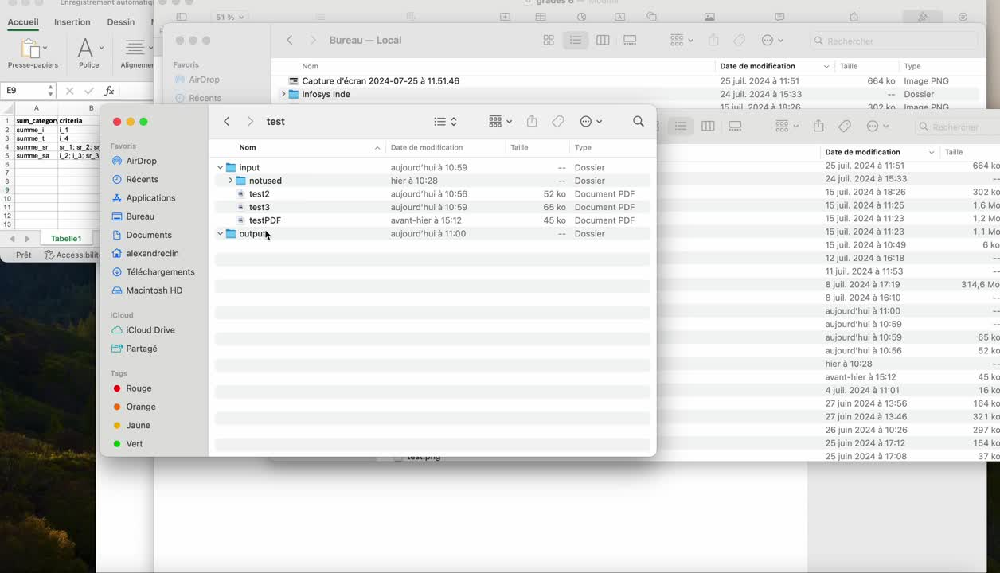 Enregistrement automatiq
Accueil Insertion Dessin
Presse-papiers Police Alignemen
E9 fx
A B
1 sum_category criteria
2 summe_i i_1
3 summe_t i_4
4 summe_sr sr_1; sr_2; sr_
5 summe_sa i_2; i_3; sr_3
6
7
8
9
10
11
12
13
Tabelle1
Prêt Accessibilit
51 %
grades 6 — Modifié
Bureau — Local
Rechercher
Favoris
AirDrop
Récents
Nom Date de modification Taille Type
Capture d'écran 2024-07-25 à 11.51.46 25 juil. 2024 à 11:51 664 ko Image PNG
Infosys Inde 24 juil. 2024 à 15:33 -- Dossier
15 juil. 2024 à 18:26 302 ko Image PNG
test
Favoris
AirDrop
Récents
Applications
Bureau
Documents
alexandreclin
Téléchargements
Macintosh HD
iCloud
iCloud Drive
Partagé
Tags
Rouge
Orange
Jaune
Vert
Nom Date de modification Taille Type
input aujourd'hui à 10:59 -- Dossier
notused hier à 10:28 -- Dossier
test2 aujourd'hui à 10:56 52 ko Document PDF
test3 aujourd'hui à 10:59 65 ko Document PDF
testPDF avant-hier à 15:12 45 ko Document PDF
output aujourd'hui à 11:00 -- Dossier
Rechercher
Date de modification Taille
25 juil. 2024 à 11:51 664 ko
24 juil. 2024 à 15:33 --
15 juil. 2024 à 18:26 302 ko
15 juil. 2024 à 11:25 1,6 Mo
15 juil. 2024 à 11:23 1,2 Mo
15 juil. 2024 à 11:23 1,1 Mo
15 juil. 2024 à 10:49 6 ko
12 juil. 2024 à 16:18 --
11 juil. 2024 à 11:53 --
8 juil. 2024 à 17:19 314,6 Mo
8 juil. 2024 à 16:10 --
aujourd'hui à 11:00 --
aujourd'hui à 10:59 --
aujourd'hui à 10:59 65 ko
aujourd'hui à 10:56 52 ko
hier à 10:28 --
avant-hier à 15:12 45 ko
4 juil. 2024 à 11:01 16 ko
27 juin 2024 à 13:56 164 ko
27 juin 2024 à 13:46 321 ko
26 juin 2024 à 10:26 297 ko
25 juin 2024 à 17:12 154 ko
25 juin 2024 à 17:08 37 ko
test.png